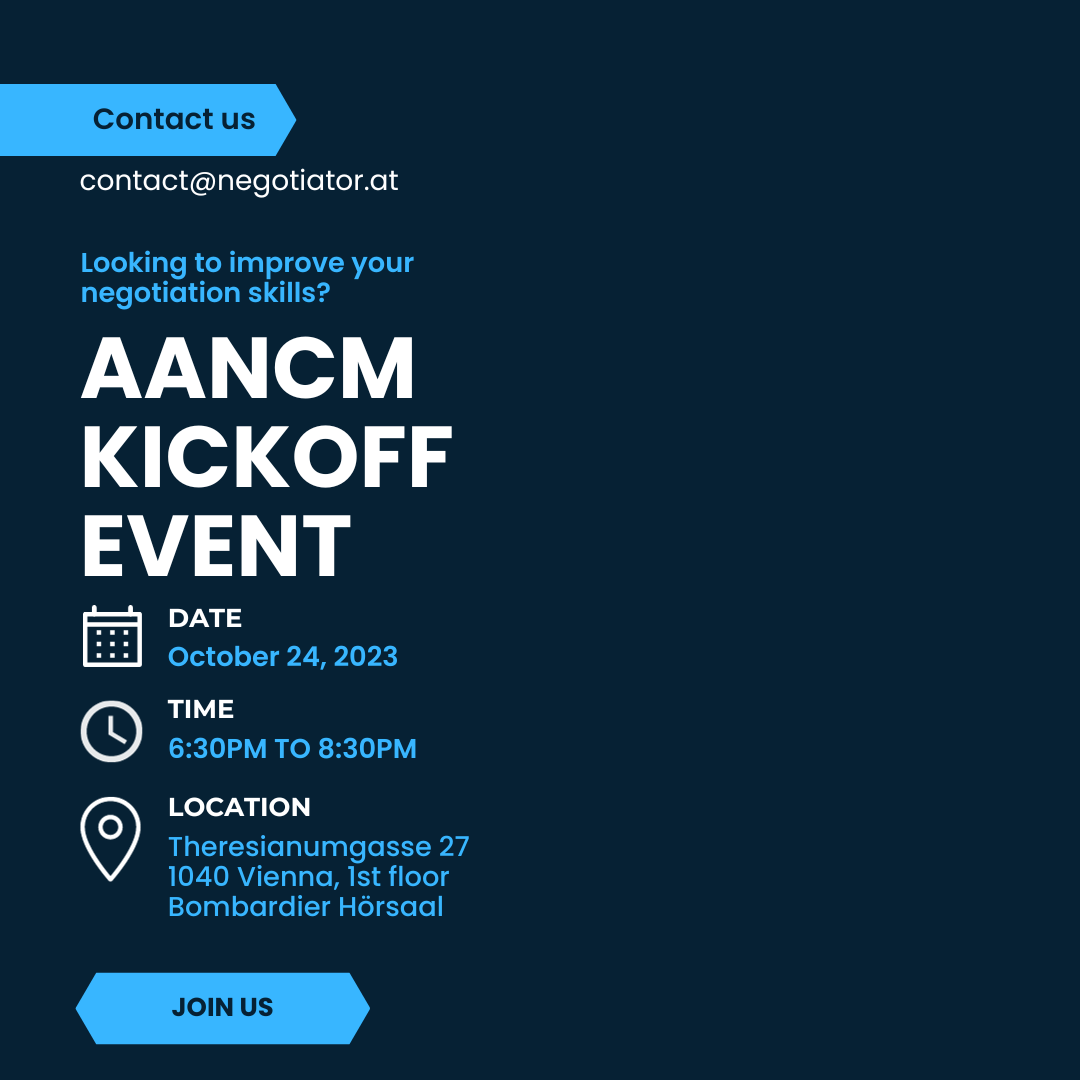 Contact us
contact@negotiator.at
Looking to improve your
negotiation skills?
AANCM
KICKOFF
EVENT
DATE
October 24, 2023
TIME
6:30PM TO 8:30PM
LOCATION
Theresianumgasse 27
1040 Vienna, 1st floor
Bombardier Hörsaal
JOIN US